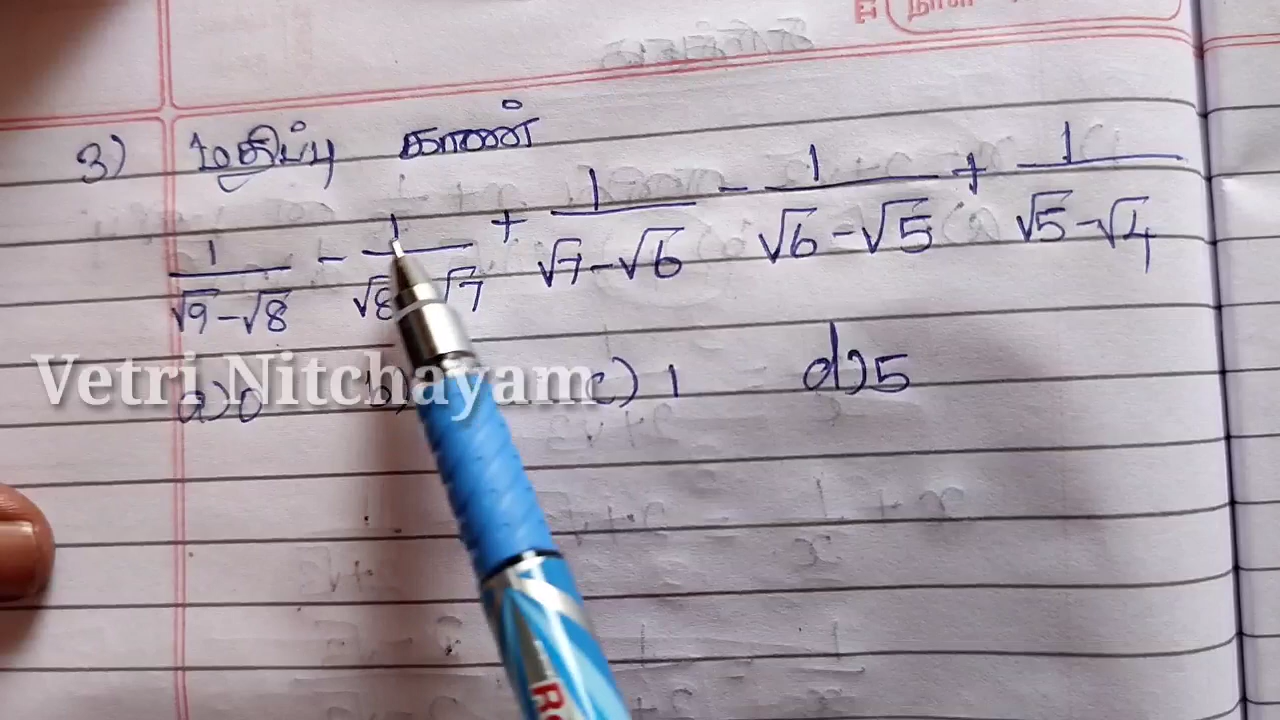 நாள்
3) மதிப்பு காண்
1/(√9-√8) - 1/(√8 √7) + 1/(√7-√6) - 1/(√6-√5) + 1/(√5-√4)
a) 0 b) c) 1 d) 5
Vetri Nitchayam